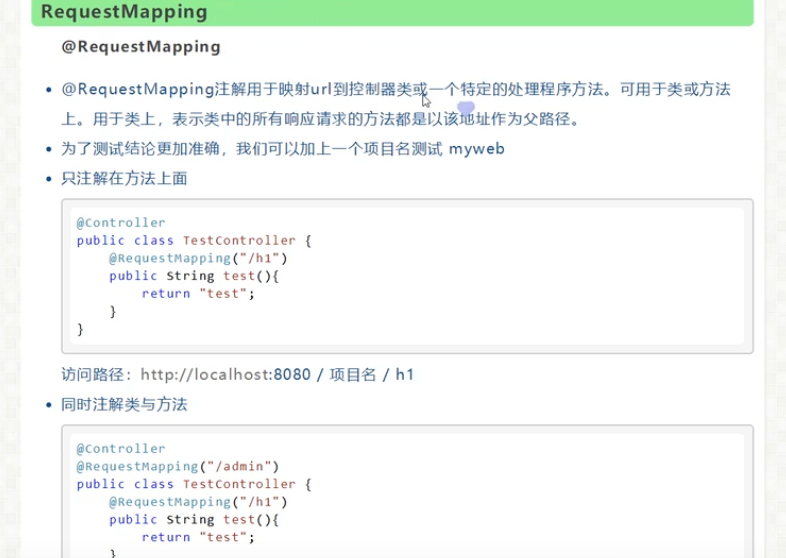 RequestMapping
@RequestMapping
@RequestMapping注解用于映射url到控制器类或一个特定的处理程序方法。可用于类或方法
上。用于类上，表示类中的所有响应请求的方法都是以该地址作为父路径。
为了测试结论更加准确，我们可以加上一个项目名测试 myweb
只注解在方法上面
@Controller
public class TestController {
    @RequestMapping("/h1")
    public String test(){
        return "test";
    }
}
访问路径：http://localhost:8080 / 项目名 / h1
同时注解类与方法
@Controller
@RequestMapping("/admin")
public class TestController {
    @RequestMapping("/h1")
    public String test(){
        return "test";
    }